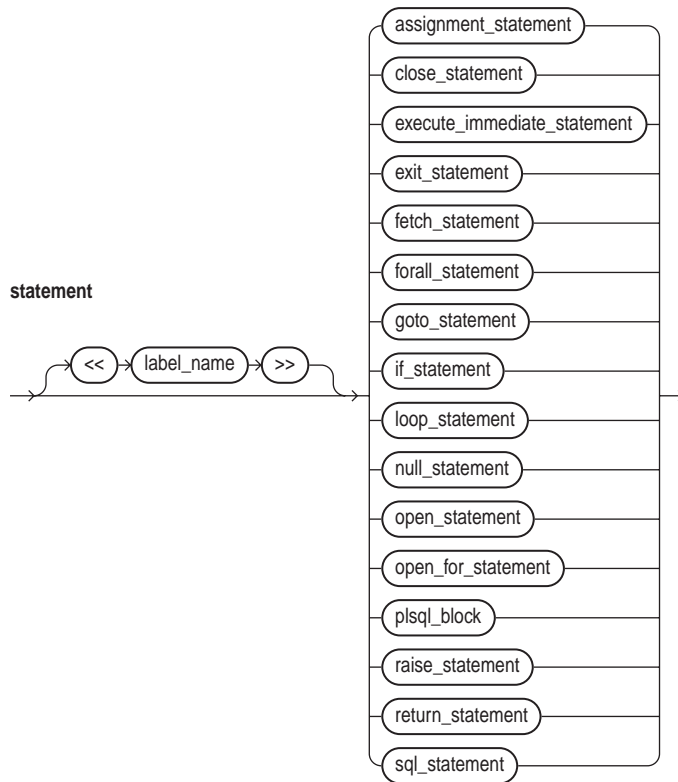 statement
<< label_name >>
assignment_statement
close_statement
execute_immediate_statement
exit_statement
fetch_statement
forall_statement
goto_statement
if_statement
loop_statement
null_statement
open_statement
open_for_statement
plsql_block
raise_statement
return_statement
sql_statement